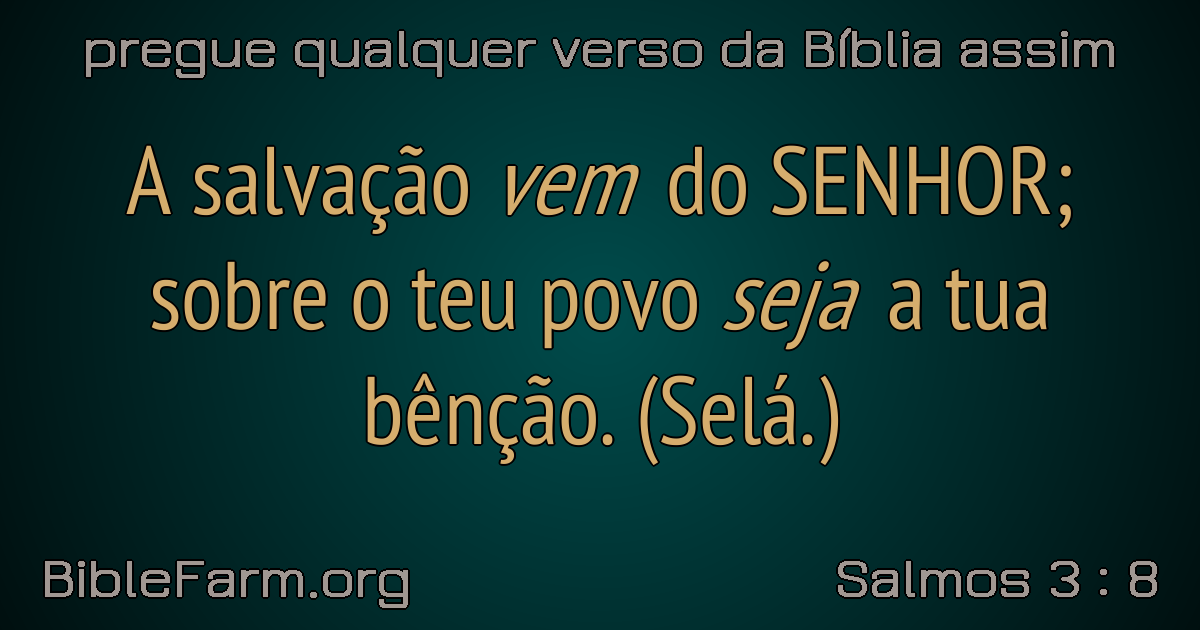 pregue qualquer verso da Bíblia assim
A salvação vem do SENHOR;
sobre o teu povo seja a tua
bênção. (Selá.)
BibleFarm.org
Salmos 3 : 8